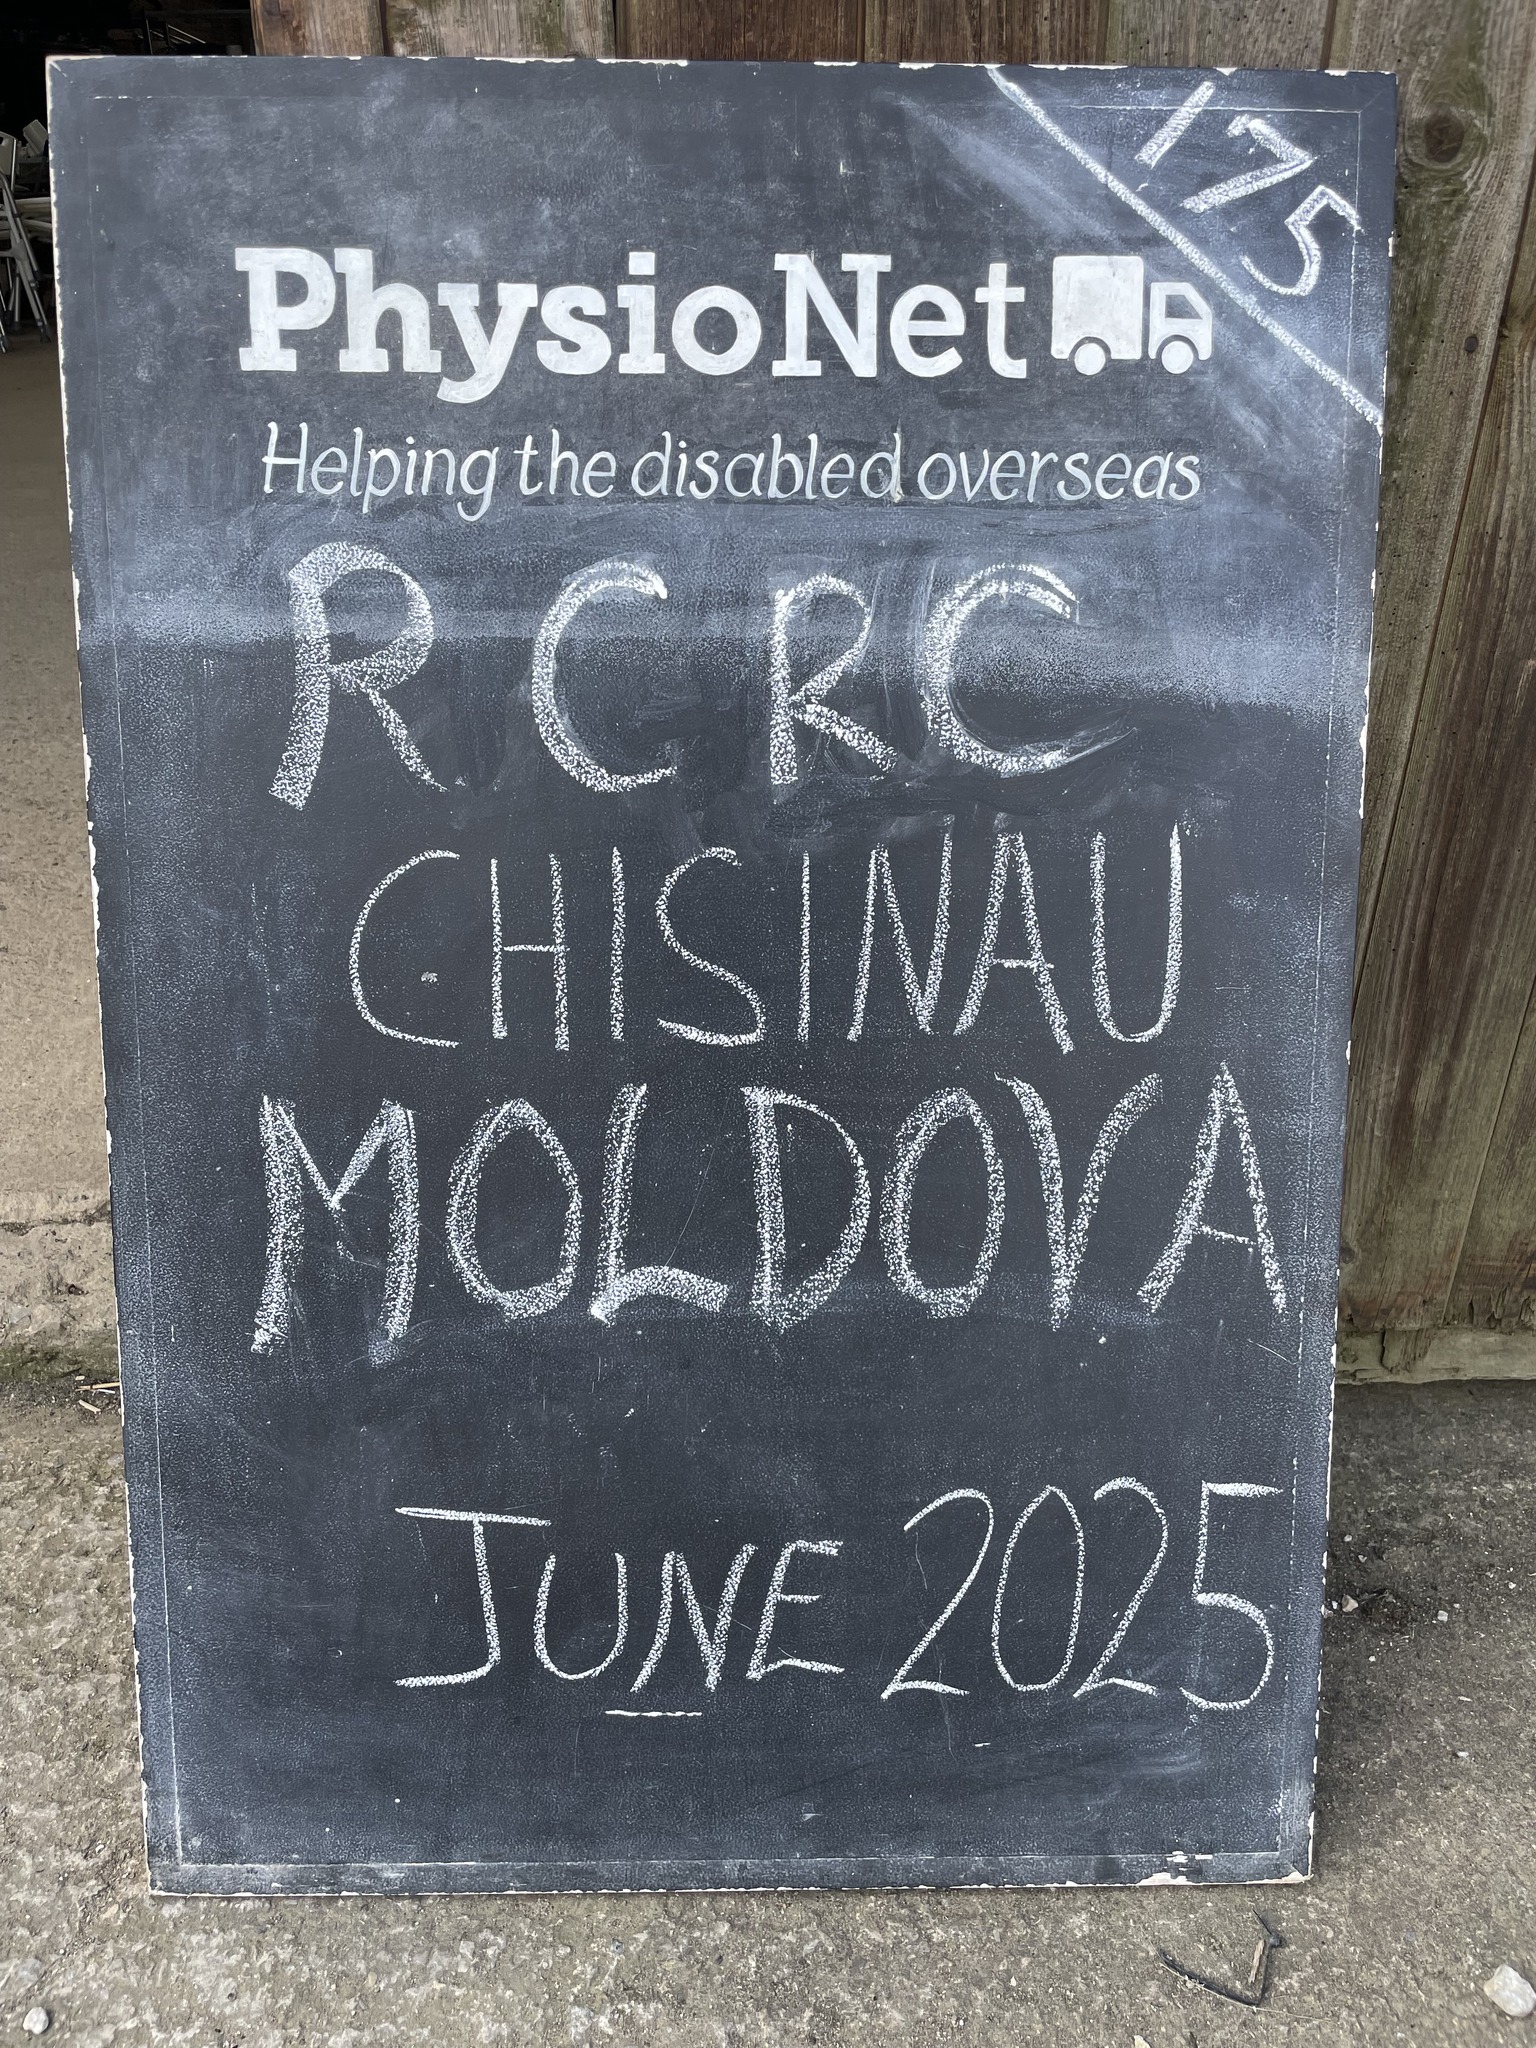 175
PhysioNet
Helping the disabled overseas
RCRC
CHISINAU
MOLDOVA
JUNE 2025